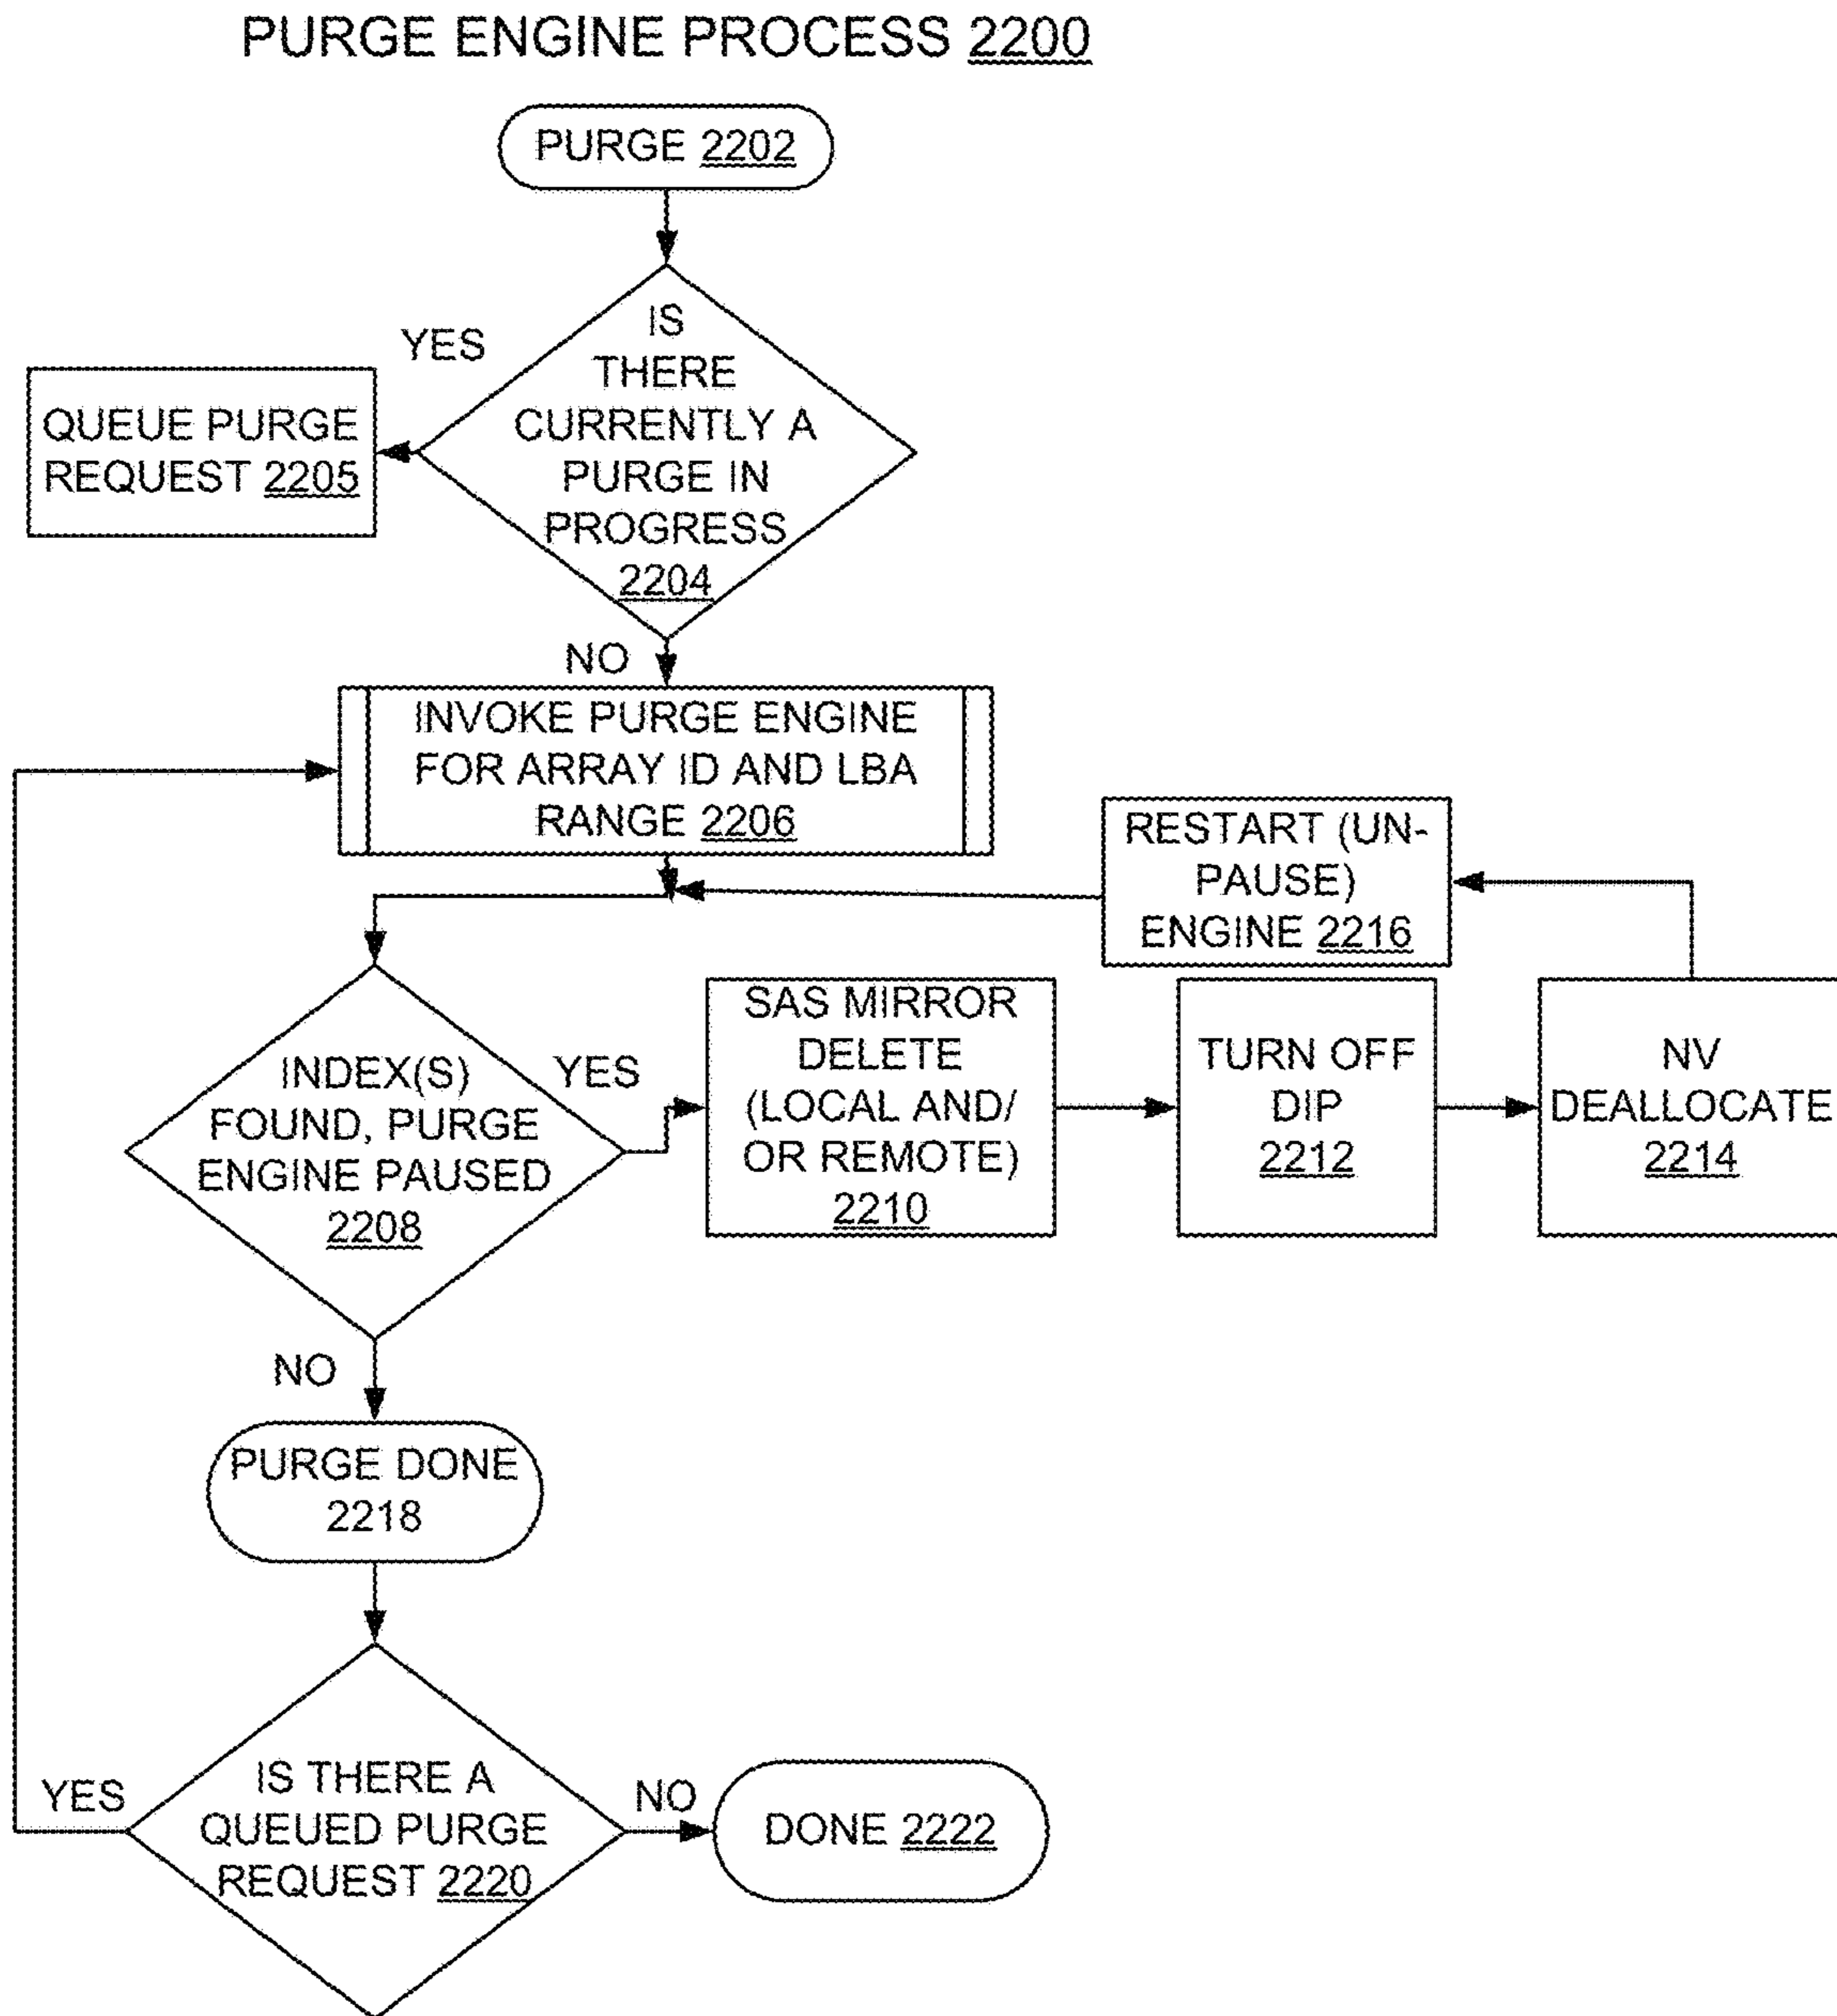 PURGE ENGINE PROCESS 2200
PURGE 2202
IS
THERE
CURRENTLY A
PURGE IN
PROGRESS
2204
YES
QUEUE PURGE
REQUEST 2205
NO
INVOKE PURGE ENGINE
FOR ARRAY ID AND LBA
RANGE 2206
RESTART (UN-
PAUSE)
ENGINE 2216
INDEX(S)
FOUND, PURGE
ENGINE PAUSED
2208
YES
SAS MIRROR
DELETE
(LOCAL AND/
OR REMOTE)
2210
TURN OFF
DIP
2212
NV
DEALLOCATE
2214
NO
PURGE DONE
2218
IS THERE A
QUEUED PURGE
REQUEST 2220
YES
NO
DONE 2222